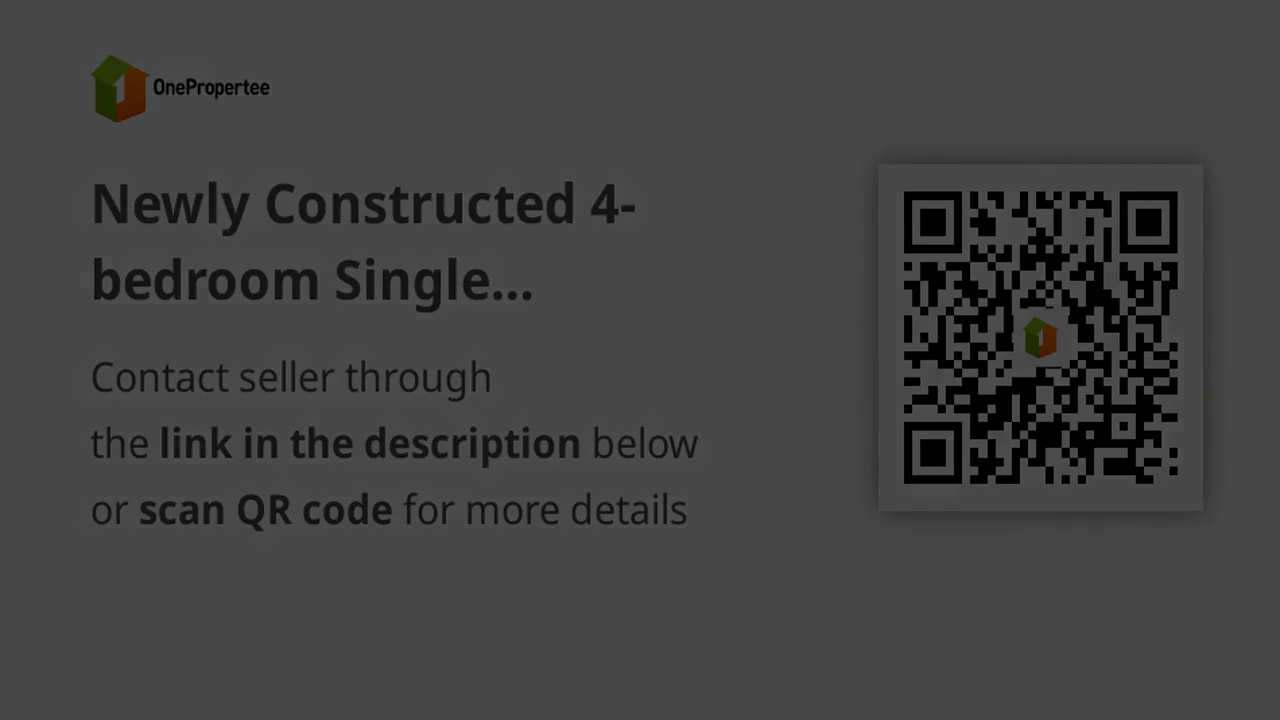 OnePropertee
Newly Constructed 4-
bedroom Single...
Contact seller through
the link in the description below
or scan QR code for more details